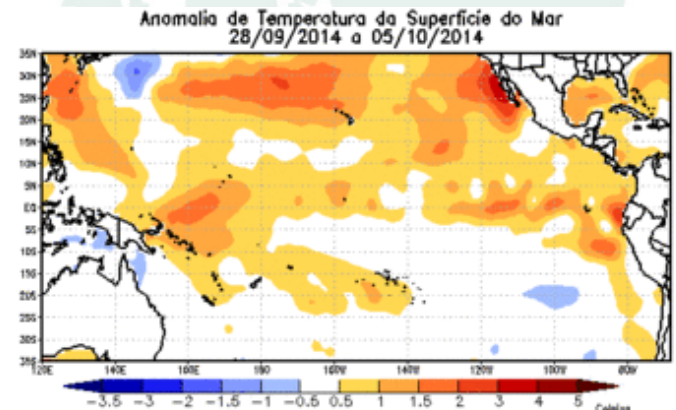 Anomalia de Temperatura da Superfície do Mar
28/09/2014 a 05/10/2014
35N
30N
25N
20N
15N
10N
5N
EQ
5S
10S
15S
20S
25S
30S
35S
120E 140E 160E 180 160W 140W 120W 100W 80W
-3.5 -3 -2 -1.5 -1 -0.5 0.5 1 1.5 2 3 4 5
Celsius